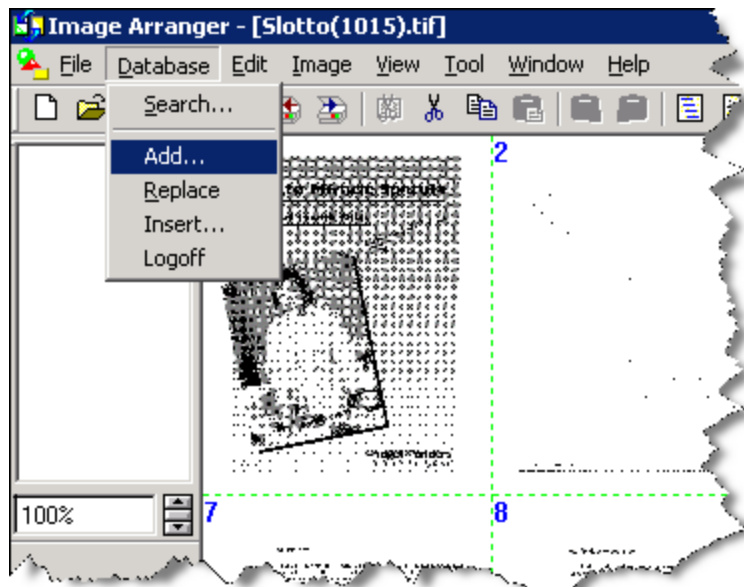 Image Arranger - [Slotto(1015).tif]
File Database Edit Image View Tool Window Help
Search...
Add...
Replace
Insert...
Logoff
2
100%
7
8